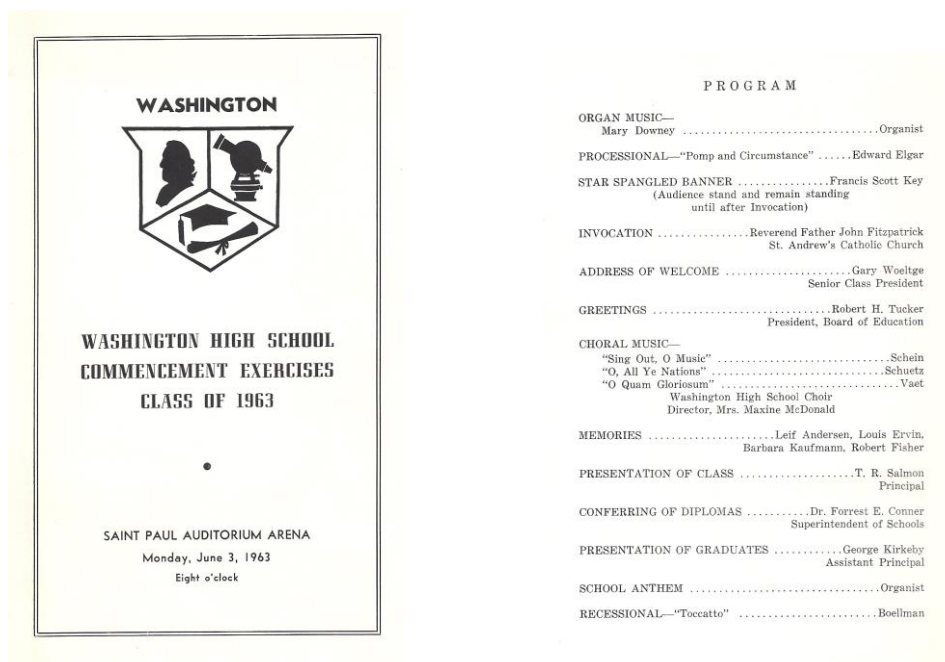 WASHINGTON
WASHINGTON HIGH SCHOOL
COMMENCEMENT EXERCISES
CLASS OF 1963
SAINT PAUL AUDITORIUM ARENA
Monday, June 3, 1963
Eight o'clock
PROGRAM
ORGAN MUSIC—
Mary Downey ................................. Organist
PROCESSIONAL—"Pomp and Circumstance" ...... Edward Elgar
STAR SPANGLED BANNER ................ Francis Scott Key
(Audience stand and remain standing
until after Invocation)
INVOCATION ................ Reverend Father John Fitzpatrick
St. Andrew's Catholic Church
ADDRESS OF WELCOME ...................... Gary Woeltge
Senior Class President
GREETINGS ............................... Robert H. Tucker
President, Board of Education
CHORAL MUSIC—
"Sing Out, O Music" .............................. Schein
"O, All Ye Nations" .............................. Schuetz
"O Quam Gloriosum" ............................... Vaet
Washington High School Choir
Director, Mrs. Maxine McDonald
MEMORIES ...................... Leif Andersen, Louis Ervin,
Barbara Kaufmann, Robert Fisher
PRESENTATION OF CLASS .................... T. R. Salmon
Principal
CONFERRING OF DIPLOMAS ........... Dr. Forrest E. Conner
Superintendent of Schools
PRESENTATION OF GRADUATES ............ George Kirkeby
Assistant Principal
SCHOOL ANTHEM ................................. Organist
RECESSIONAL—"Toccatto" ........................ Boellman